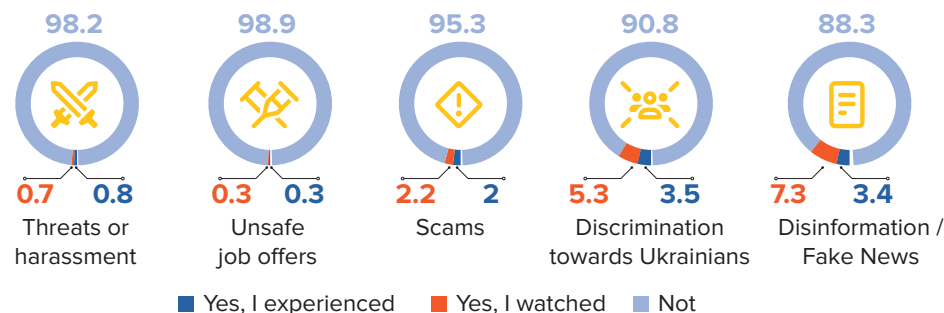 98.2 98.9 95.3 90.8 88.3
0.7 0.8 0.3 0.3 2.2 2 5.3 3.5 7.3 3.4
Threats or
harassment
Unsafe
job offers
Scams
Discrimination
towards Ukrainians
Disinformation /
Fake News
Yes, I experienced Yes, I watched Not